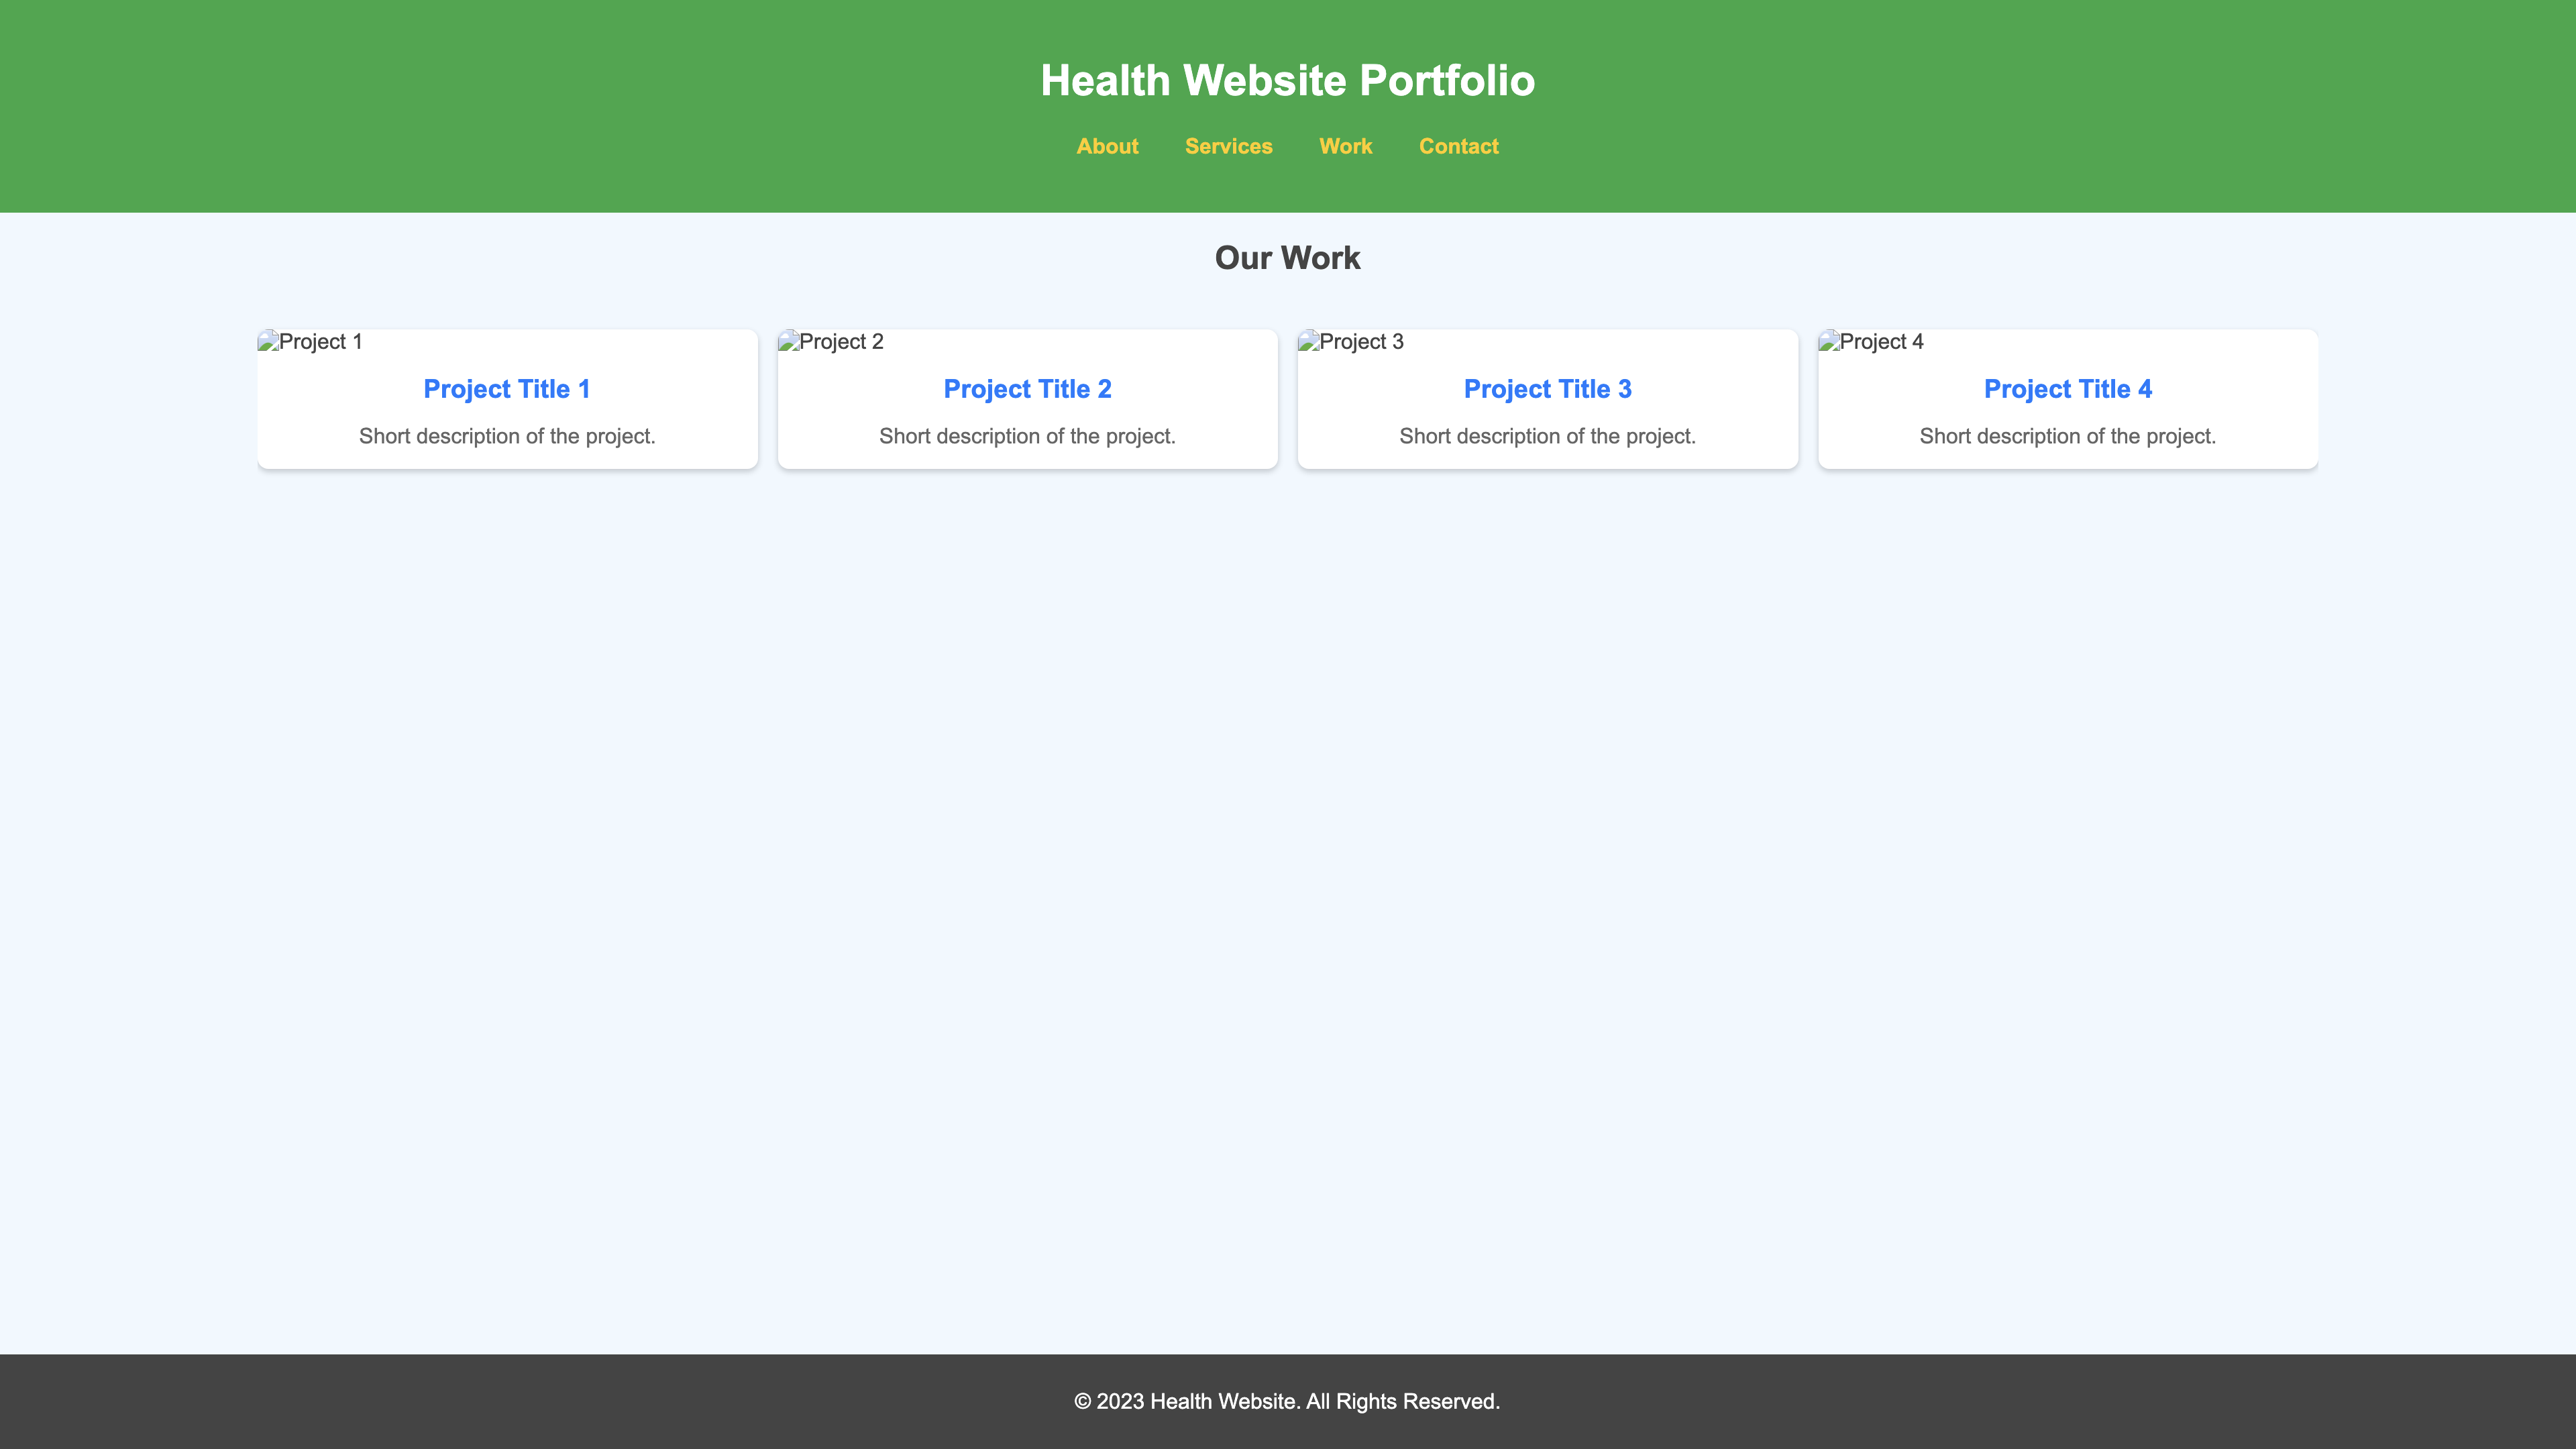 Health Website Portfolio
About Services Work Contact
Our Work
Project 1
Project Title 1
Short description of the project.
Project 2
Project Title 2
Short description of the project.
Project 3
Project Title 3
Short description of the project.
Project 4
Project Title 4
Short description of the project.
© 2023 Health Website. All Rights Reserved.